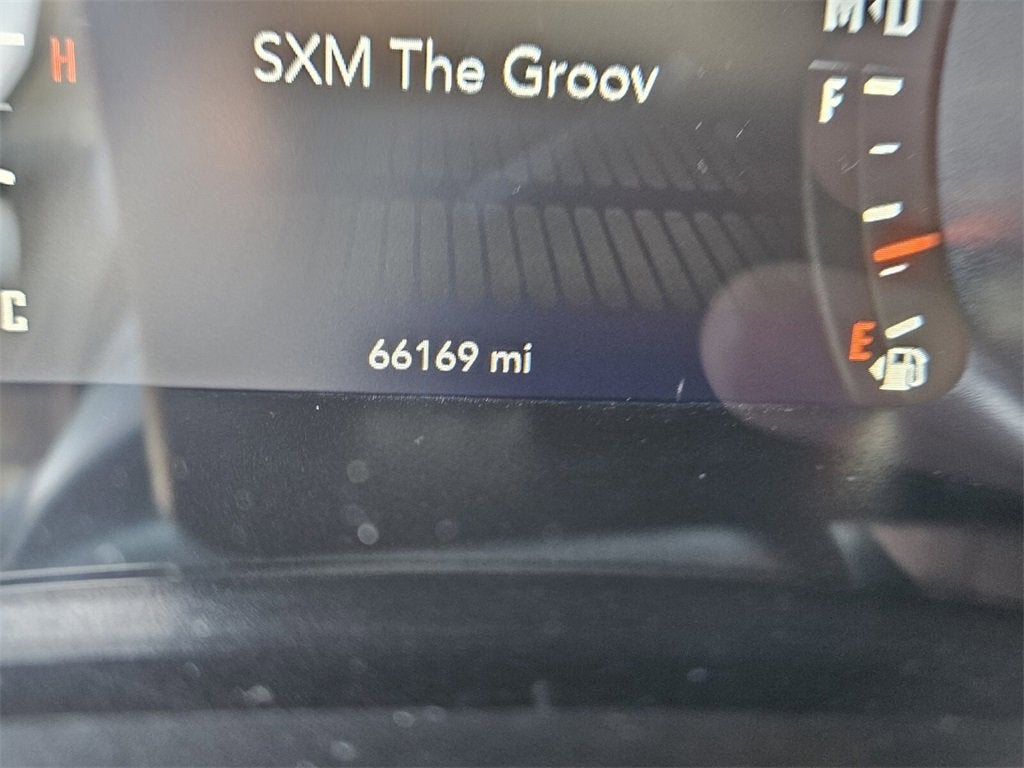 H
SXM The Groov
F
C
66169 mi
E